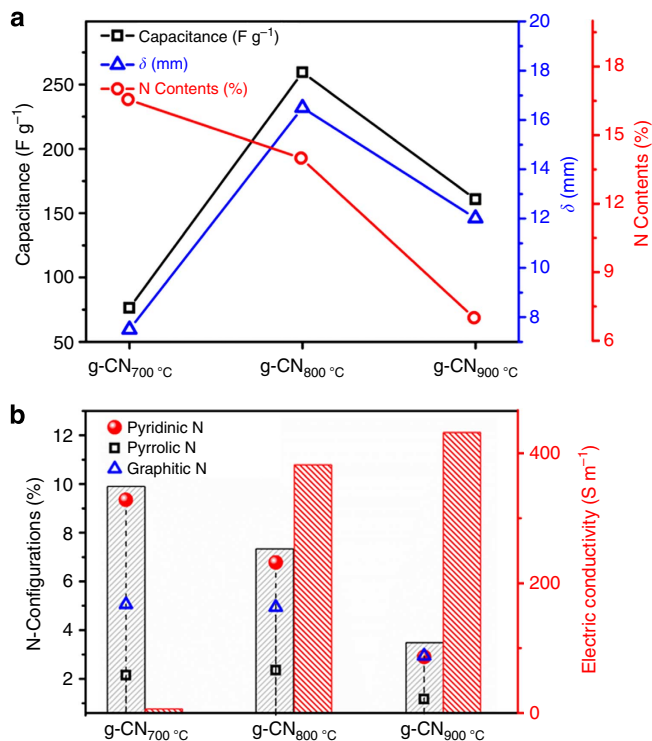 a
Capacitance (F g⁻¹)
δ (mm)
N Contents (%)
250
200
150
100
50
Capacitance (F g⁻¹)
20
18
16
14
12
10
8
δ (mm)
18
15
12
9
6
N Contents (%)
g-CN700 °C
g-CN800 °C
g-CN900 °C
b
Pyridinic N
Pyrrolic N
Graphitic N
12
10
8
6
4
2
N-Configurations (%)
400
200
0
Electric conductivity (S m⁻¹)
g-CN700 °C
g-CN800 °C
g-CN900 °C